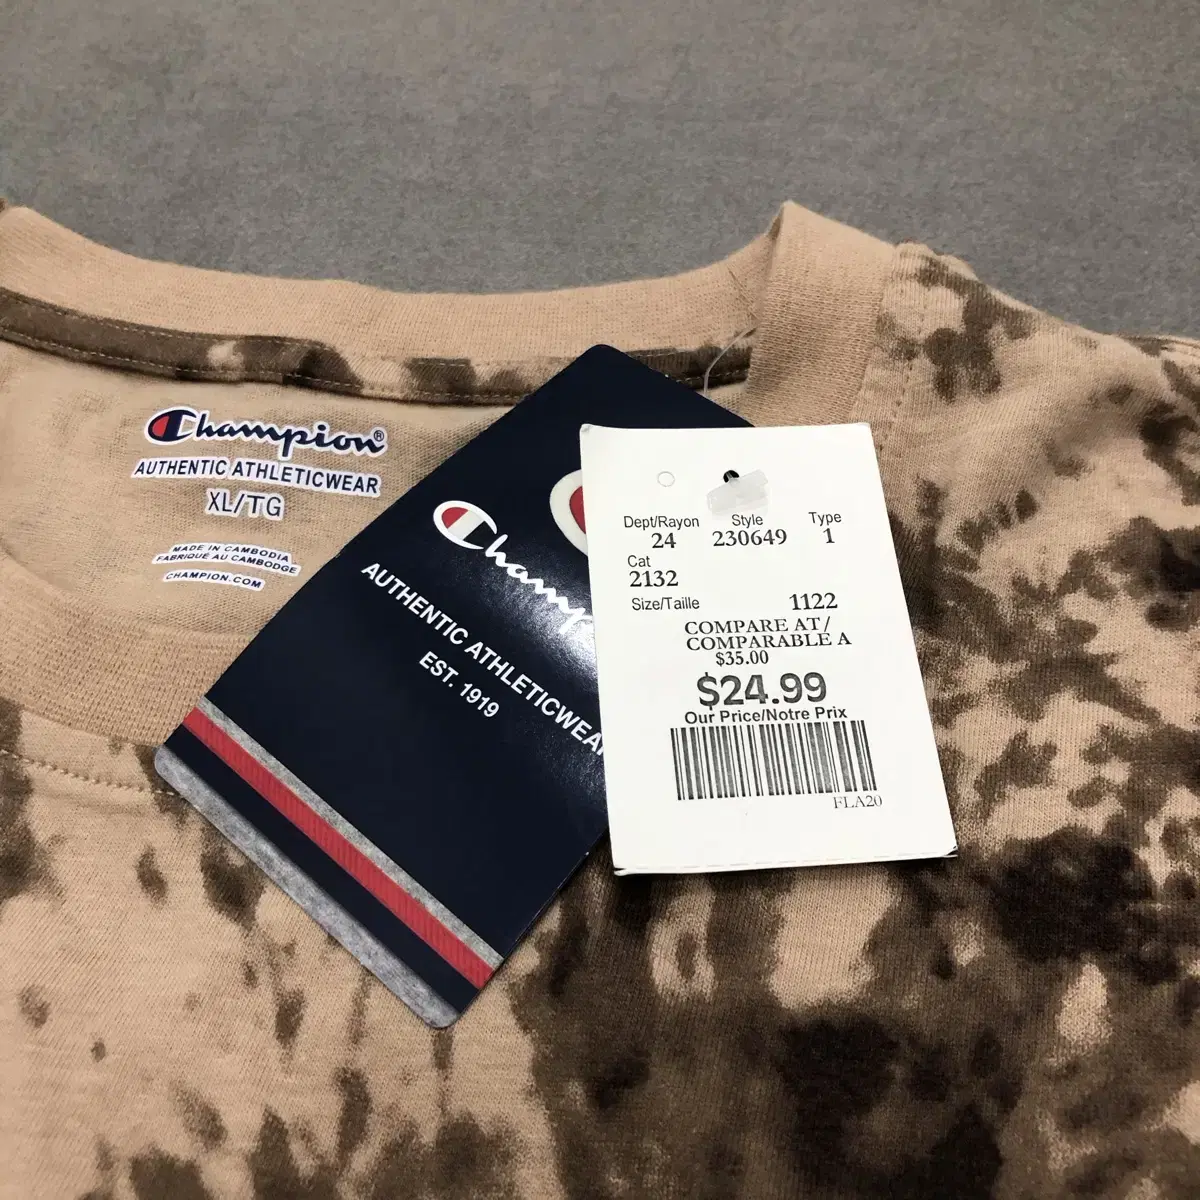 Champion®
AUTHENTIC ATHLETICWEAR
XL/TG
MADE IN CAMBODIA
FABRIQUÉ AU CAMBODGE
CHAMPION.COM
Champio
AUTHENTIC ATHLETICWEA
EST. 1919
Dept/Rayon Style Type
24 230649 1
Cat
2132
Size/Taille 1122
COMPARE AT/
COMPARABLE A
$35.00
$24.99
Our Price/Notre Prix
FLA20